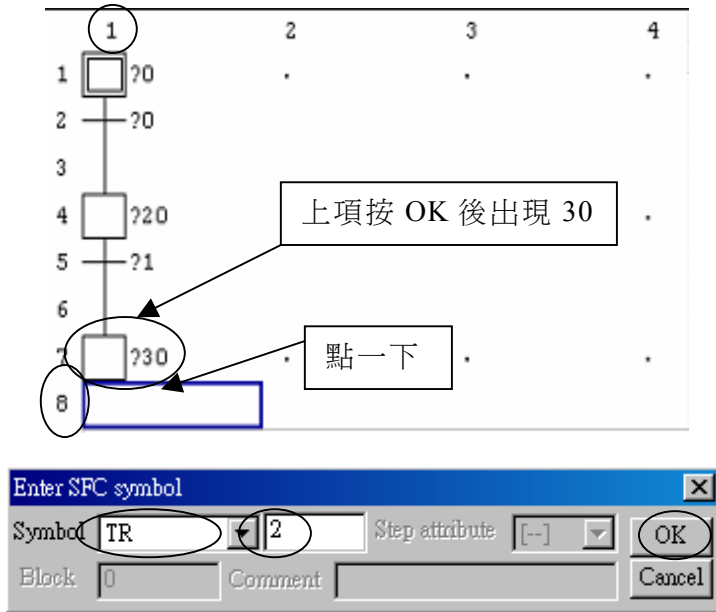 1 2 3 4
1 ?0
2 ?0
3
4 ?20
上項按 OK 後出現 30
5 ?1
6
7 ?30
點一下
8
Enter SFC symbol
Symbol TR 2 Step attribute [--] OK
Block 0 Comment Cancel